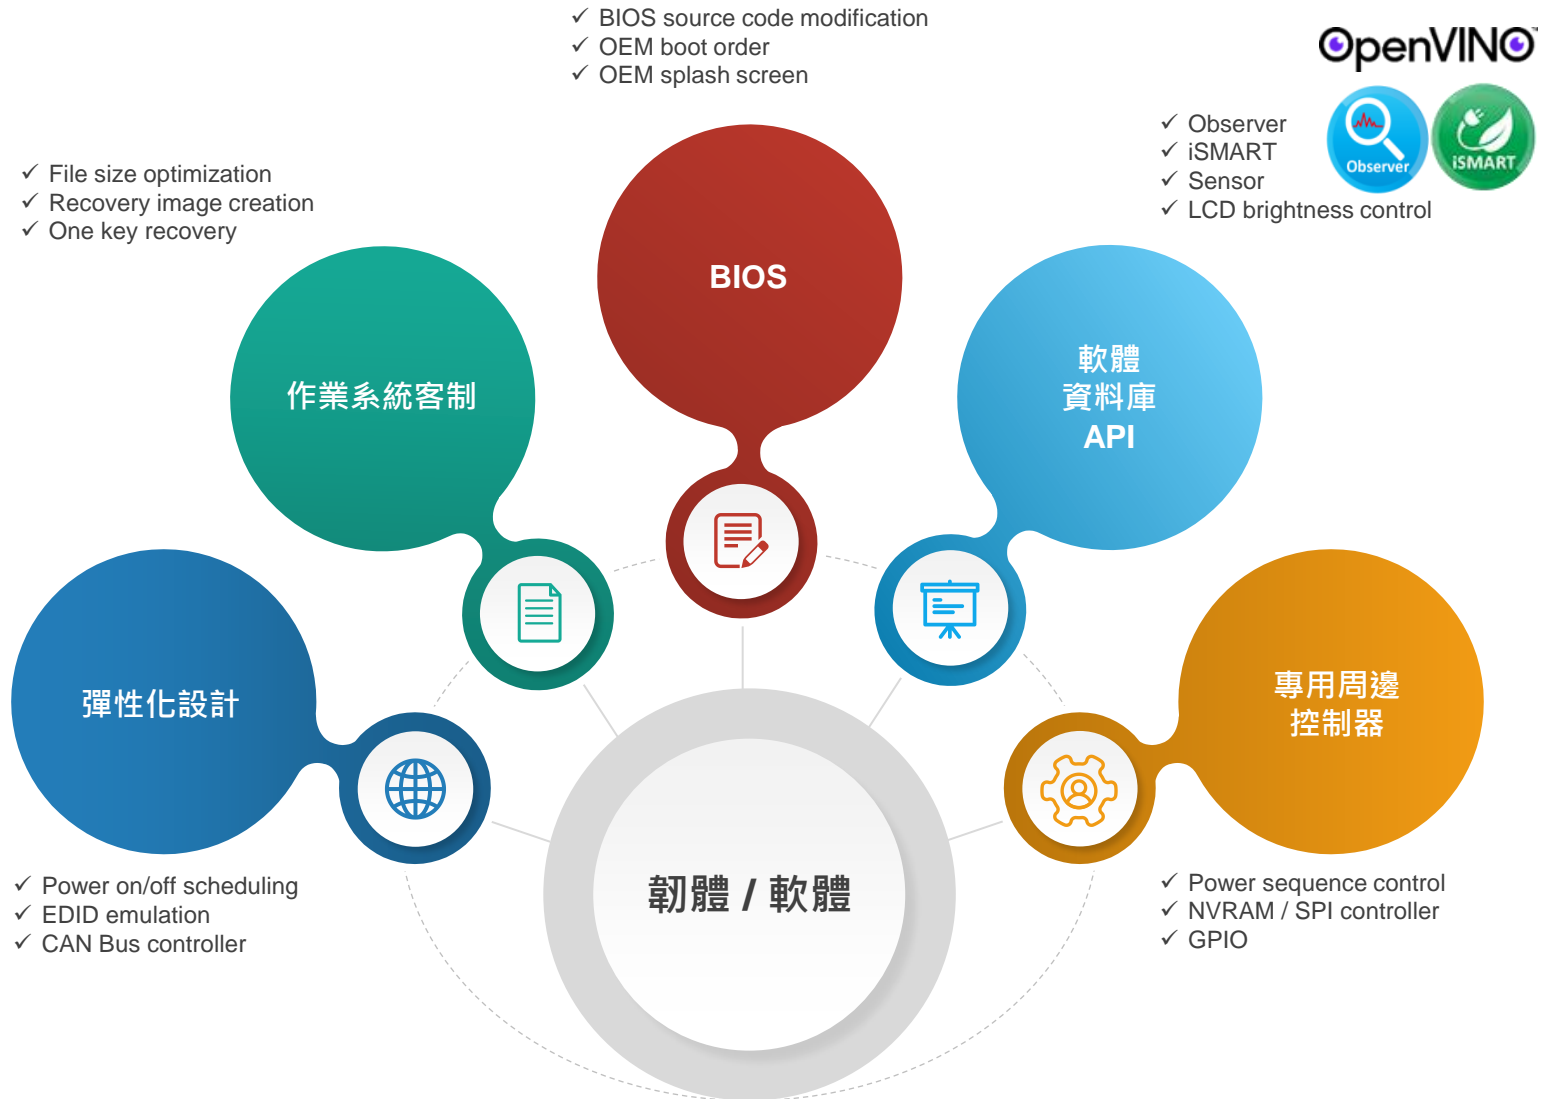 BIOS source code modification
OEM boot order
OEM splash screen
OpenVINO
Observer
iSMART
Observer
iSMART
Sensor
LCD brightness control
File size optimization
Recovery image creation
One key recovery
BIOS
作業系統客制
軟體
資料庫
API
彈性化設計
專用周邊
控制器
韌體 / 軟體
Power on/off scheduling
EDID emulation
CAN Bus controller
Power sequence control
NVRAM / SPI controller
GPIO